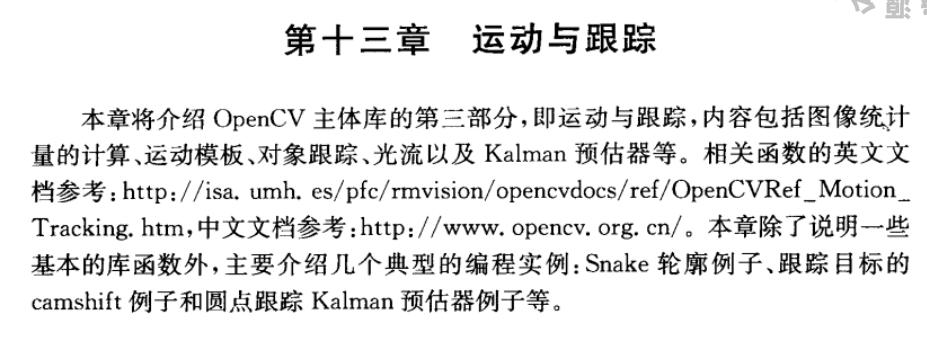 第十三章 运动与跟踪
本章将介绍 OpenCV 主体库的第三部分,即运动与跟踪,内容包括图像统计
量的计算、运动模板、对象跟踪、光流以及 Kalman 预估器等。相关函数的英文文
档参考:http://isa. umh. es/pfc/rmvision/opencvdocs/ref/OpenCVRef_Motion_
Tracking. htm,中文文档参考:http://www. opencv. org. cn/。本章除了说明一些
基本的库函数外,主要介绍几个典型的编程实例:Snake 轮廓例子、跟踪目标的
camshift 例子和圆点跟踪 Kalman 预估器例子等。